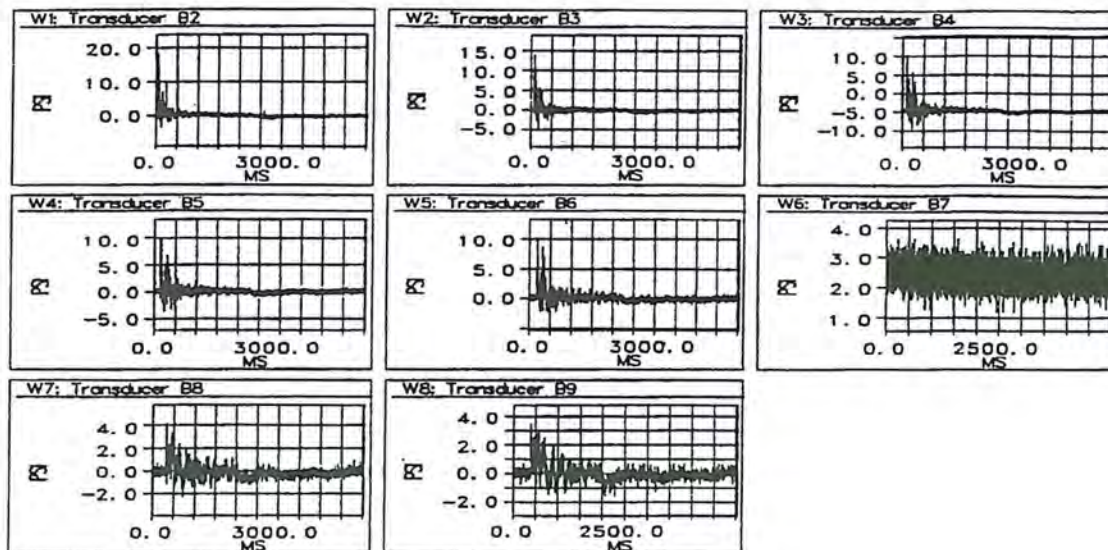 W1: Transducer B2
20. 0
10. 0
0. 0
0. 0 3000. 0
MS
W2: Transducer B3
15. 0
10. 0
5. 0
0. 0
-5. 0
0. 0 3000. 0
MS
W3: Transducer B4
10. 0
5. 0
0. 0
-5. 0
-10. 0
0. 0 3000. 0
MS
W4: Transducer B5
10. 0
5. 0
0. 0
-5. 0
0. 0 3000. 0
MS
W5: Transducer B6
10. 0
5. 0
0. 0
0. 0 3000. 0
MS
W6: Transducer B7
4. 0
3. 0
2. 0
1. 0
0. 0 2500. 0
MS
W7: Transducer B8
4. 0
2. 0
0. 0
-2. 0
0. 0 3000. 0
MS
W8: Transducer B9
4. 0
2. 0
0. 0
-2. 0
0. 0 2500. 0
MS